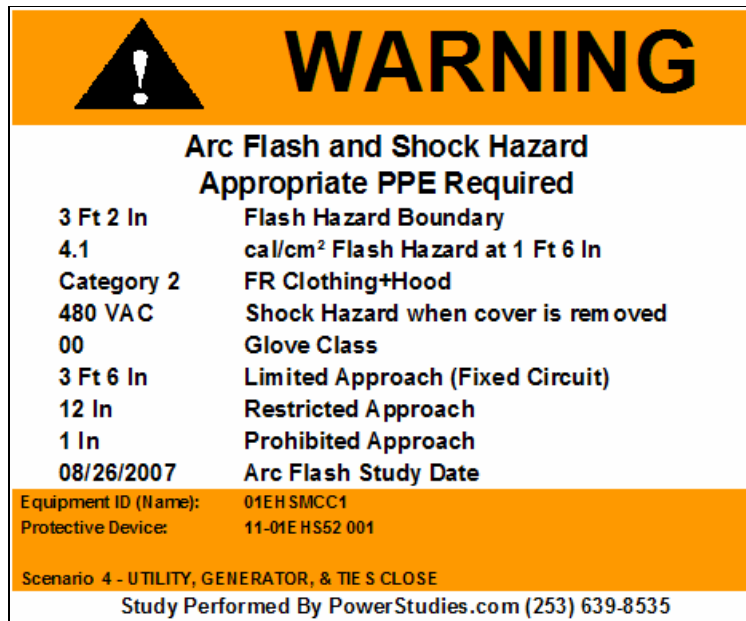 WARNING
Arc Flash and Shock Hazard
Appropriate PPE Required
3 Ft 2 In Flash Hazard Boundary
4.1 cal/cm² Flash Hazard at 1 Ft 6 In
Category 2 FR Clothing+Hood
480 VAC Shock Hazard when cover is removed
00 Glove Class
3 Ft 6 In Limited Approach (Fixed Circuit)
12 In Restricted Approach
1 In Prohibited Approach
08/26/2007 Arc Flash Study Date
Equipment ID (Name): 01EHSMCC1
Protective Device: 11-01EHS52 001
Scenario 4 - UTILITY, GENERATOR, & TIES CLOSE
Study Performed By PowerStudies.com (253) 639-8535